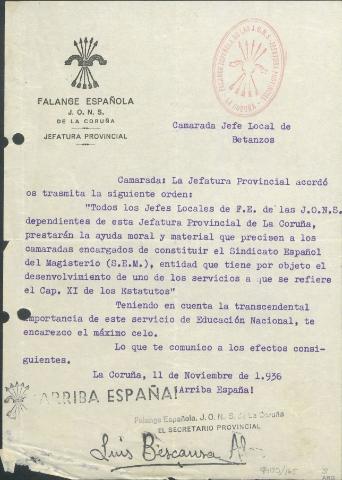 FALANGE ESPAÑOLA
J. O. N. S.
DE LA CORUÑA
JEFATURA PROVINCIAL
FALANGE ESPAÑOLA DE LAS J.O.N.S.
Camarada Jefe Local de
Betanzos
Camarada: La Jefatura Provincial acordó
os trasmita la siguiente orden:
"Todos los Jefes Locales de F.E. de las J.O.N.S.
dependientes de esta Jefatura Provincial de La Coruña,
prestarán la ayuda moral y material que precisen a los
camaradas encargados de constituir el Sindicato Español
del Magisterio (S.E.M.), entidad que tiene por objeto el
desenvolvimiento de uno de los servicios a que se refiere
el Cap. XI de los Estatutos"
Teniendo en cuenta la transcendental
importancia de este servicio de Educación Nacional, te
encarezco el máximo celo.
Lo que te comunico a los efectos consi-
guientes.
La Coruña, 11 de Noviembre de 1.936
¡Arriba España!
¡ARRIBA ESPAÑA!
Falange Española, J. O. N. S. de La Coruña
EL SECRETARIO PROVINCIAL
Luis Bescansa